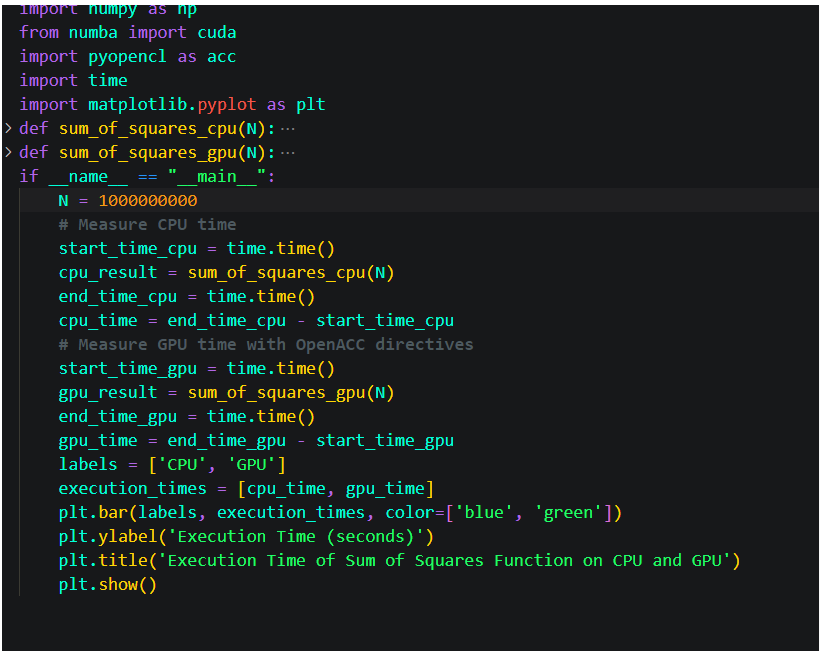 import numpy as np
from numba import cuda
import pyopencl as acc
import time
import matplotlib.pyplot as plt
def sum_of_squares_cpu(N): ···
def sum_of_squares_gpu(N): ···
if __name__ == "__main__":
    N = 1000000000
    # Measure CPU time
    start_time_cpu = time.time()
    cpu_result = sum_of_squares_cpu(N)
    end_time_cpu = time.time()
    cpu_time = end_time_cpu - start_time_cpu
    # Measure GPU time with OpenACC directives
    start_time_gpu = time.time()
    gpu_result = sum_of_squares_gpu(N)
    end_time_gpu = time.time()
    gpu_time = end_time_gpu - start_time_gpu
    labels = ['CPU', 'GPU']
    execution_times = [cpu_time, gpu_time]
    plt.bar(labels, execution_times, color=['blue', 'green'])
    plt.ylabel('Execution Time (seconds)')
    plt.title('Execution Time of Sum of Squares Function on CPU and GPU')
    plt.show()